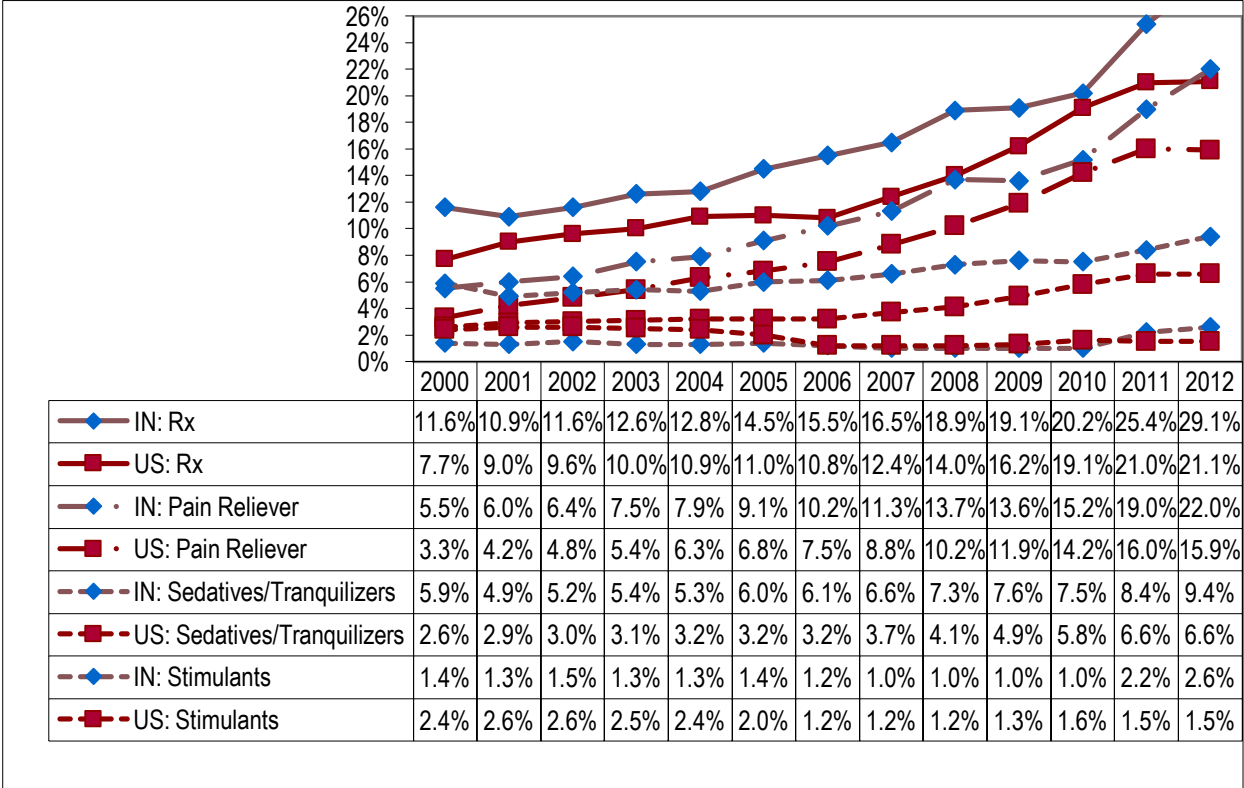 26%
24%
22%
20%
18%
16%
14%
12%
10%
8%
6%
4%
2%
0%
2000 2001 2002 2003 2004 2005 2006 2007 2008 2009 2010 2011 2012
IN: Rx 11.6% 10.9% 11.6% 12.6% 12.8% 14.5% 15.5% 16.5% 18.9% 19.1% 20.2% 25.4% 29.1%
US: Rx 7.7% 9.0% 9.6% 10.0% 10.9% 11.0% 10.8% 12.4% 14.0% 16.2% 19.1% 21.0% 21.1%
IN: Pain Reliever 5.5% 6.0% 6.4% 7.5% 7.9% 9.1% 10.2% 11.3% 13.7% 13.6% 15.2% 19.0% 22.0%
US: Pain Reliever 3.3% 4.2% 4.8% 5.4% 6.3% 6.8% 7.5% 8.8% 10.2% 11.9% 14.2% 16.0% 15.9%
IN: Sedatives/Tranquilizers 5.9% 4.9% 5.2% 5.4% 5.3% 6.0% 6.1% 6.6% 7.3% 7.6% 7.5% 8.4% 9.4%
US: Sedatives/Tranquilizers 2.6% 2.9% 3.0% 3.1% 3.2% 3.2% 3.2% 3.7% 4.1% 4.9% 5.8% 6.6% 6.6%
IN: Stimulants 1.4% 1.3% 1.5% 1.3% 1.3% 1.4% 1.2% 1.0% 1.0% 1.0% 1.0% 2.2% 2.6%
US: Stimulants 2.4% 2.6% 2.6% 2.5% 2.4% 2.0% 1.2% 1.2% 1.2% 1.3% 1.6% 1.5% 1.5%